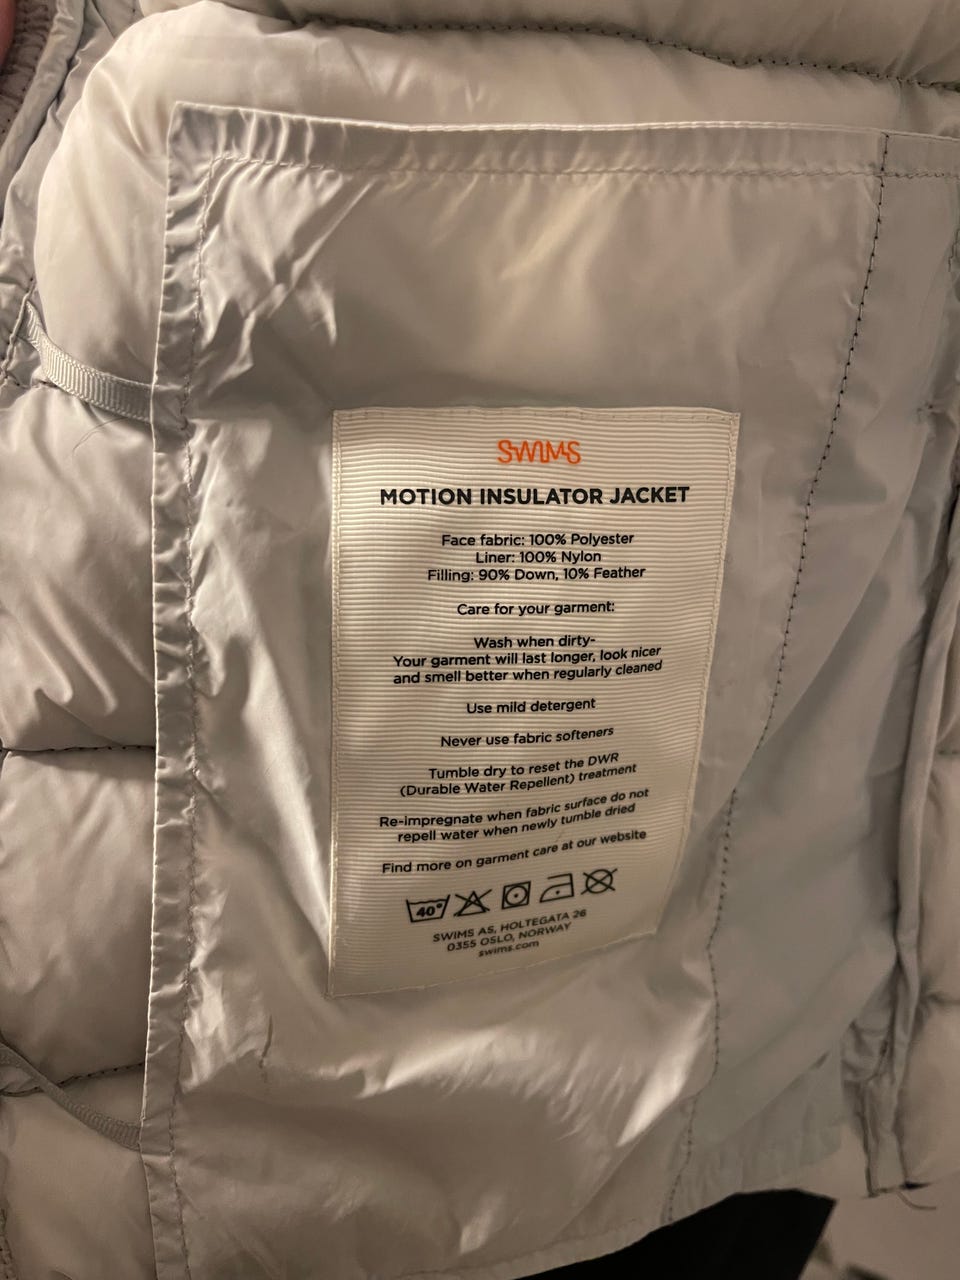 SWIMS
MOTION INSULATOR JACKET
Face fabric: 100% Polyester
Liner: 100% Nylon
Filling: 90% Down, 10% Feather
Care for your garment:
Wash when dirty-
Your garment will last longer, look nicer
and smell better when regularly cleaned
Use mild detergent
Never use fabric softeners
Tumble dry to reset the DWR
(Durable Water Repellent) treatment
Re-impregnate when fabric surface do not
repell water when newly tumble dried
Find more on garment care at our website
40°
SWIMS AS, HOLTEGATA 26
0355 OSLO, NORWAY
swims.com